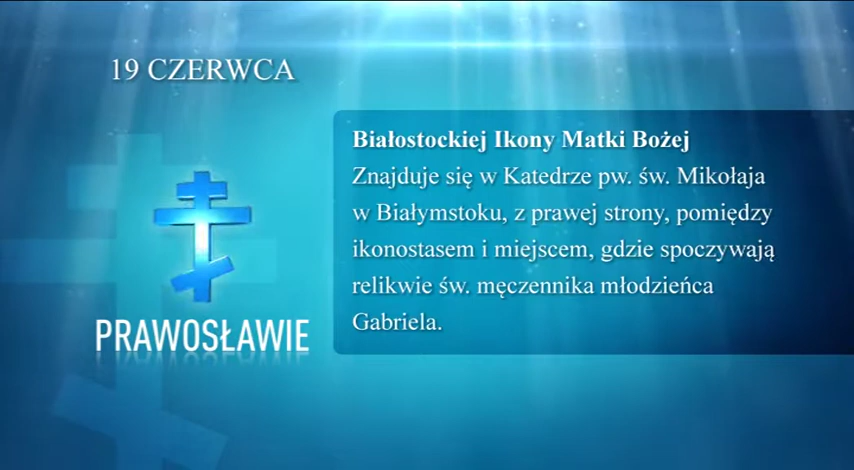 19 CZERWCA
Białostockiej Ikony Matki Bożej
Znajduje się w Katedrze pw. św. Mikołaja
w Białymstoku, z prawej strony, pomiędzy
ikonostasem i miejscem, gdzie spoczywają
relikwie św. męczennika młodzieńca
Gabriela.
PRAWOSŁAWIE